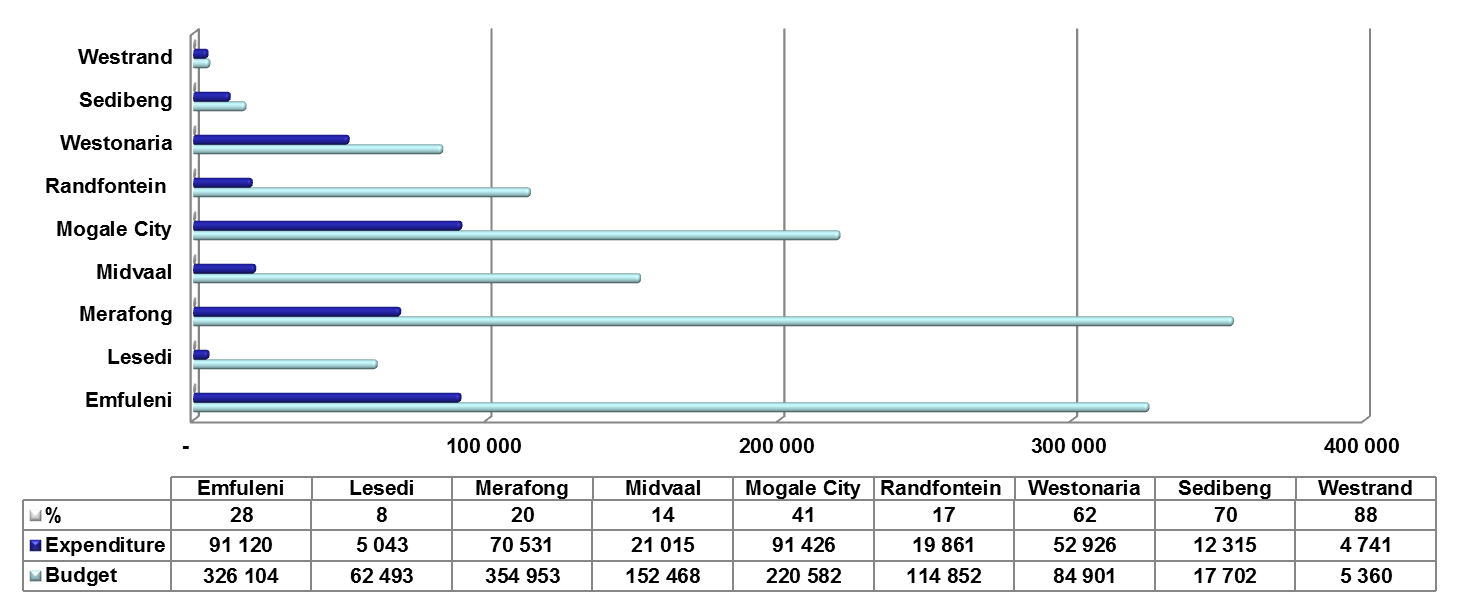 Westrand
Sedibeng
Westonaria
Randfontein
Mogale City
Midvaal
Merafong
Lesedi
Emfuleni
- 100 000 200 000 300 000 400 000
Emfuleni Lesedi Merafong Midvaal Mogale City Randfontein Westonaria Sedibeng Westrand
% 28 8 20 14 41 17 62 70 88
Expenditure 91 120 5 043 70 531 21 015 91 426 19 861 52 926 12 315 4 741
Budget 326 104 62 493 354 953 152 468 220 582 114 852 84 901 17 702 5 360